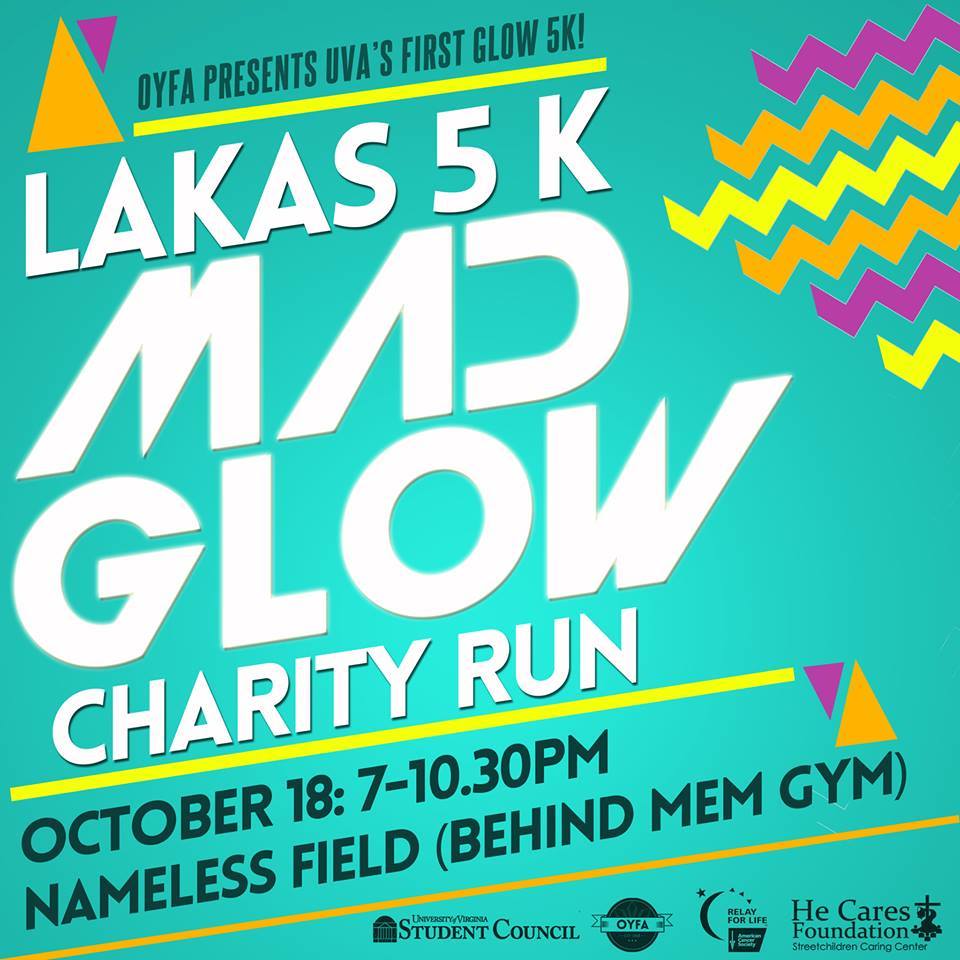 OYFA PRESENTS UVA'S FIRST GLOW 5K!
LAKAS 5 K
MAD
GLOW
CHARITY RUN
OCTOBER 18: 7-10.30PM
NAMELESS FIELD (BEHIND MEM GYM)
UNIVERSITY of VIRGINIA
STUDENT COUNCIL
OYFA
RELAY
FOR LIFE
American
Cancer
Society
He Cares
Foundation
Streetchildren Caring Center